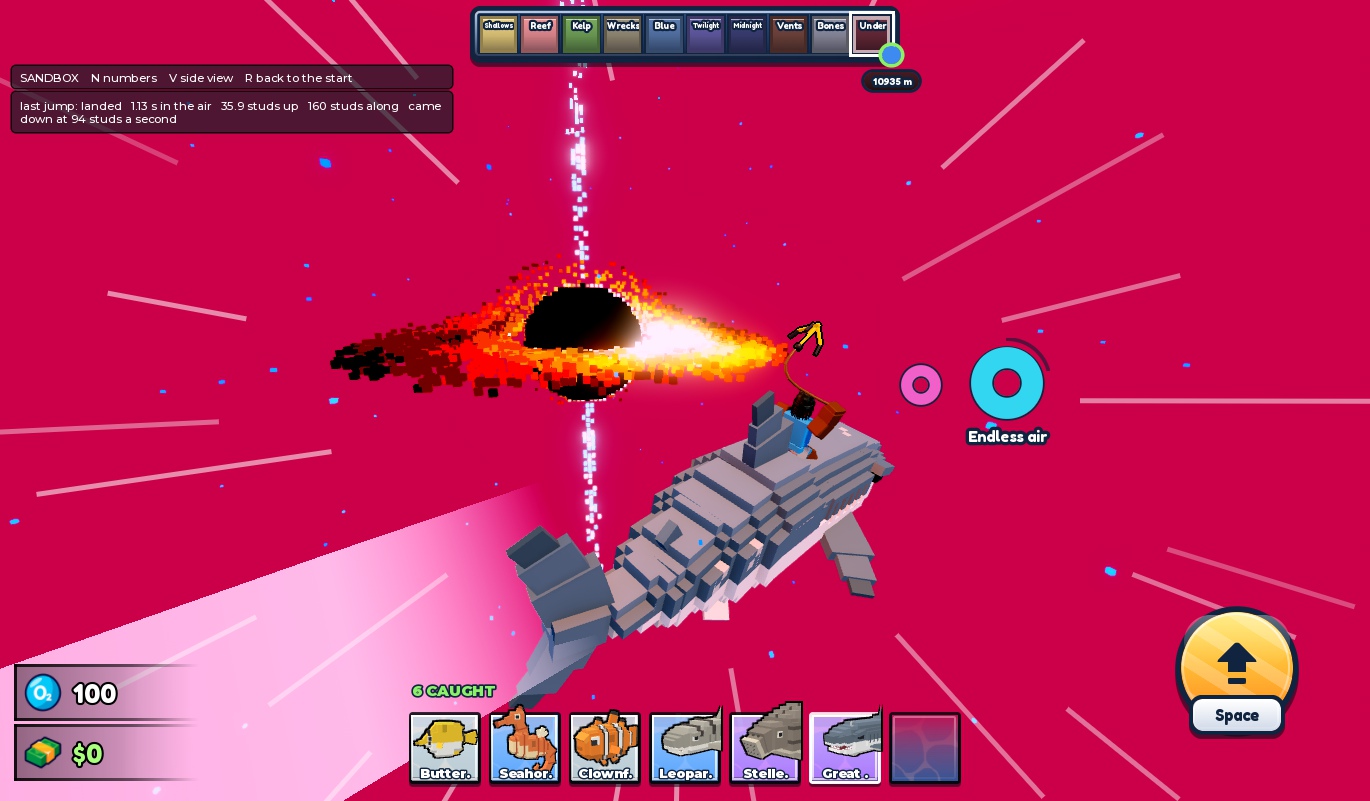 Shallows Reef Kelp Wrecks Blue Twilight Midnight Vents Bones Under
10935 m
SANDBOX N numbers V side view R back to the start
last jump: landed 1.13 s in the air 35.9 studs up 160 studs along came
down at 94 studs a second
Endless air
O2 100
$0
6 CAUGHT
Butter. Seahor. Clownf. Leopar. Stelle. Great .
Space